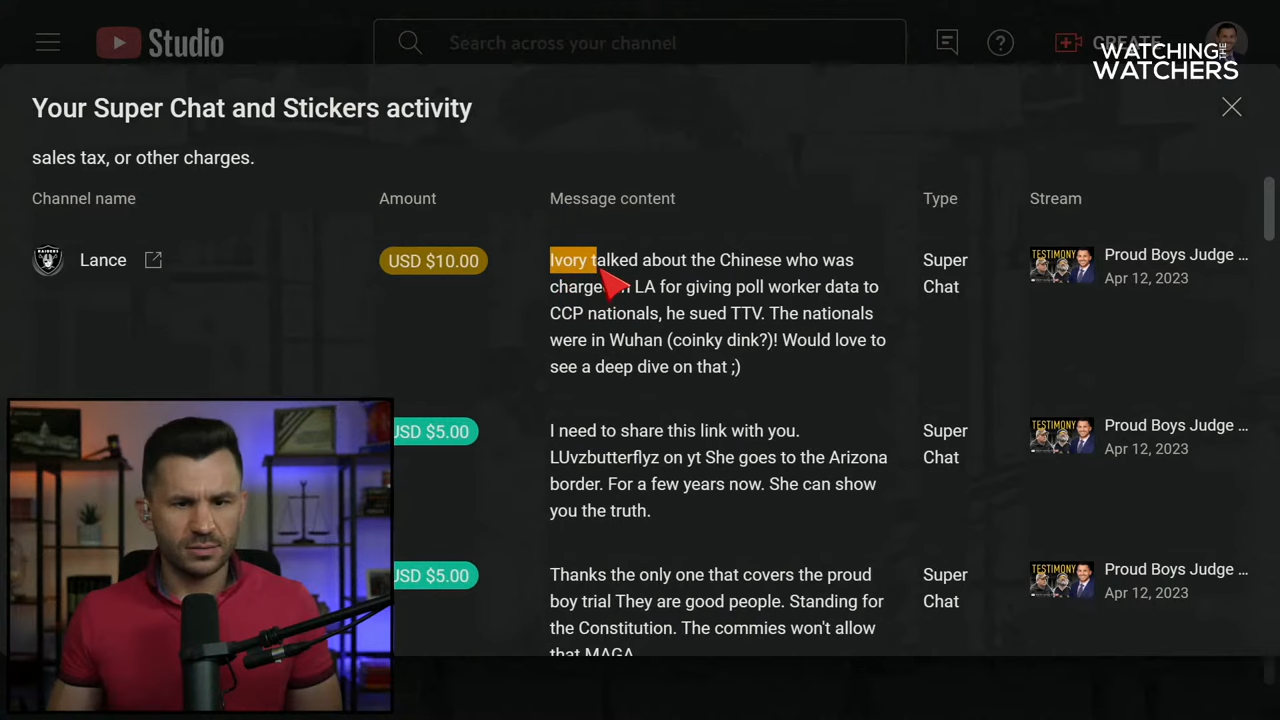 Studio
Search across your channel
CREATE
WATCHING THE
WATCHERS
Your Super Chat and Stickers activity
sales tax, or other charges.
Channel name Amount Message content Type Stream
Lance
USD $10.00
Ivory talked about the Chinese who was
charged in LA for giving poll worker data to
CCP nationals, he sued TTV. The nationals
were in Wuhan (coinky dink?)! Would love to
see a deep dive on that ;)
Super
Chat
TESTIMONY
Proud Boys Judge ...
Apr 12, 2023
USD $5.00
I need to share this link with you.
LUvzbutterflyz on yt She goes to the Arizona
border. For a few years now. She can show
you the truth.
Super
Chat
TESTIMONY
Proud Boys Judge ...
Apr 12, 2023
USD $5.00
Thanks the only one that covers the proud
boy trial They are good people. Standing for
the Constitution. The commies won't allow
that MAGA
Super
Chat
TESTIMONY
Proud Boys Judge ...
Apr 12, 2023